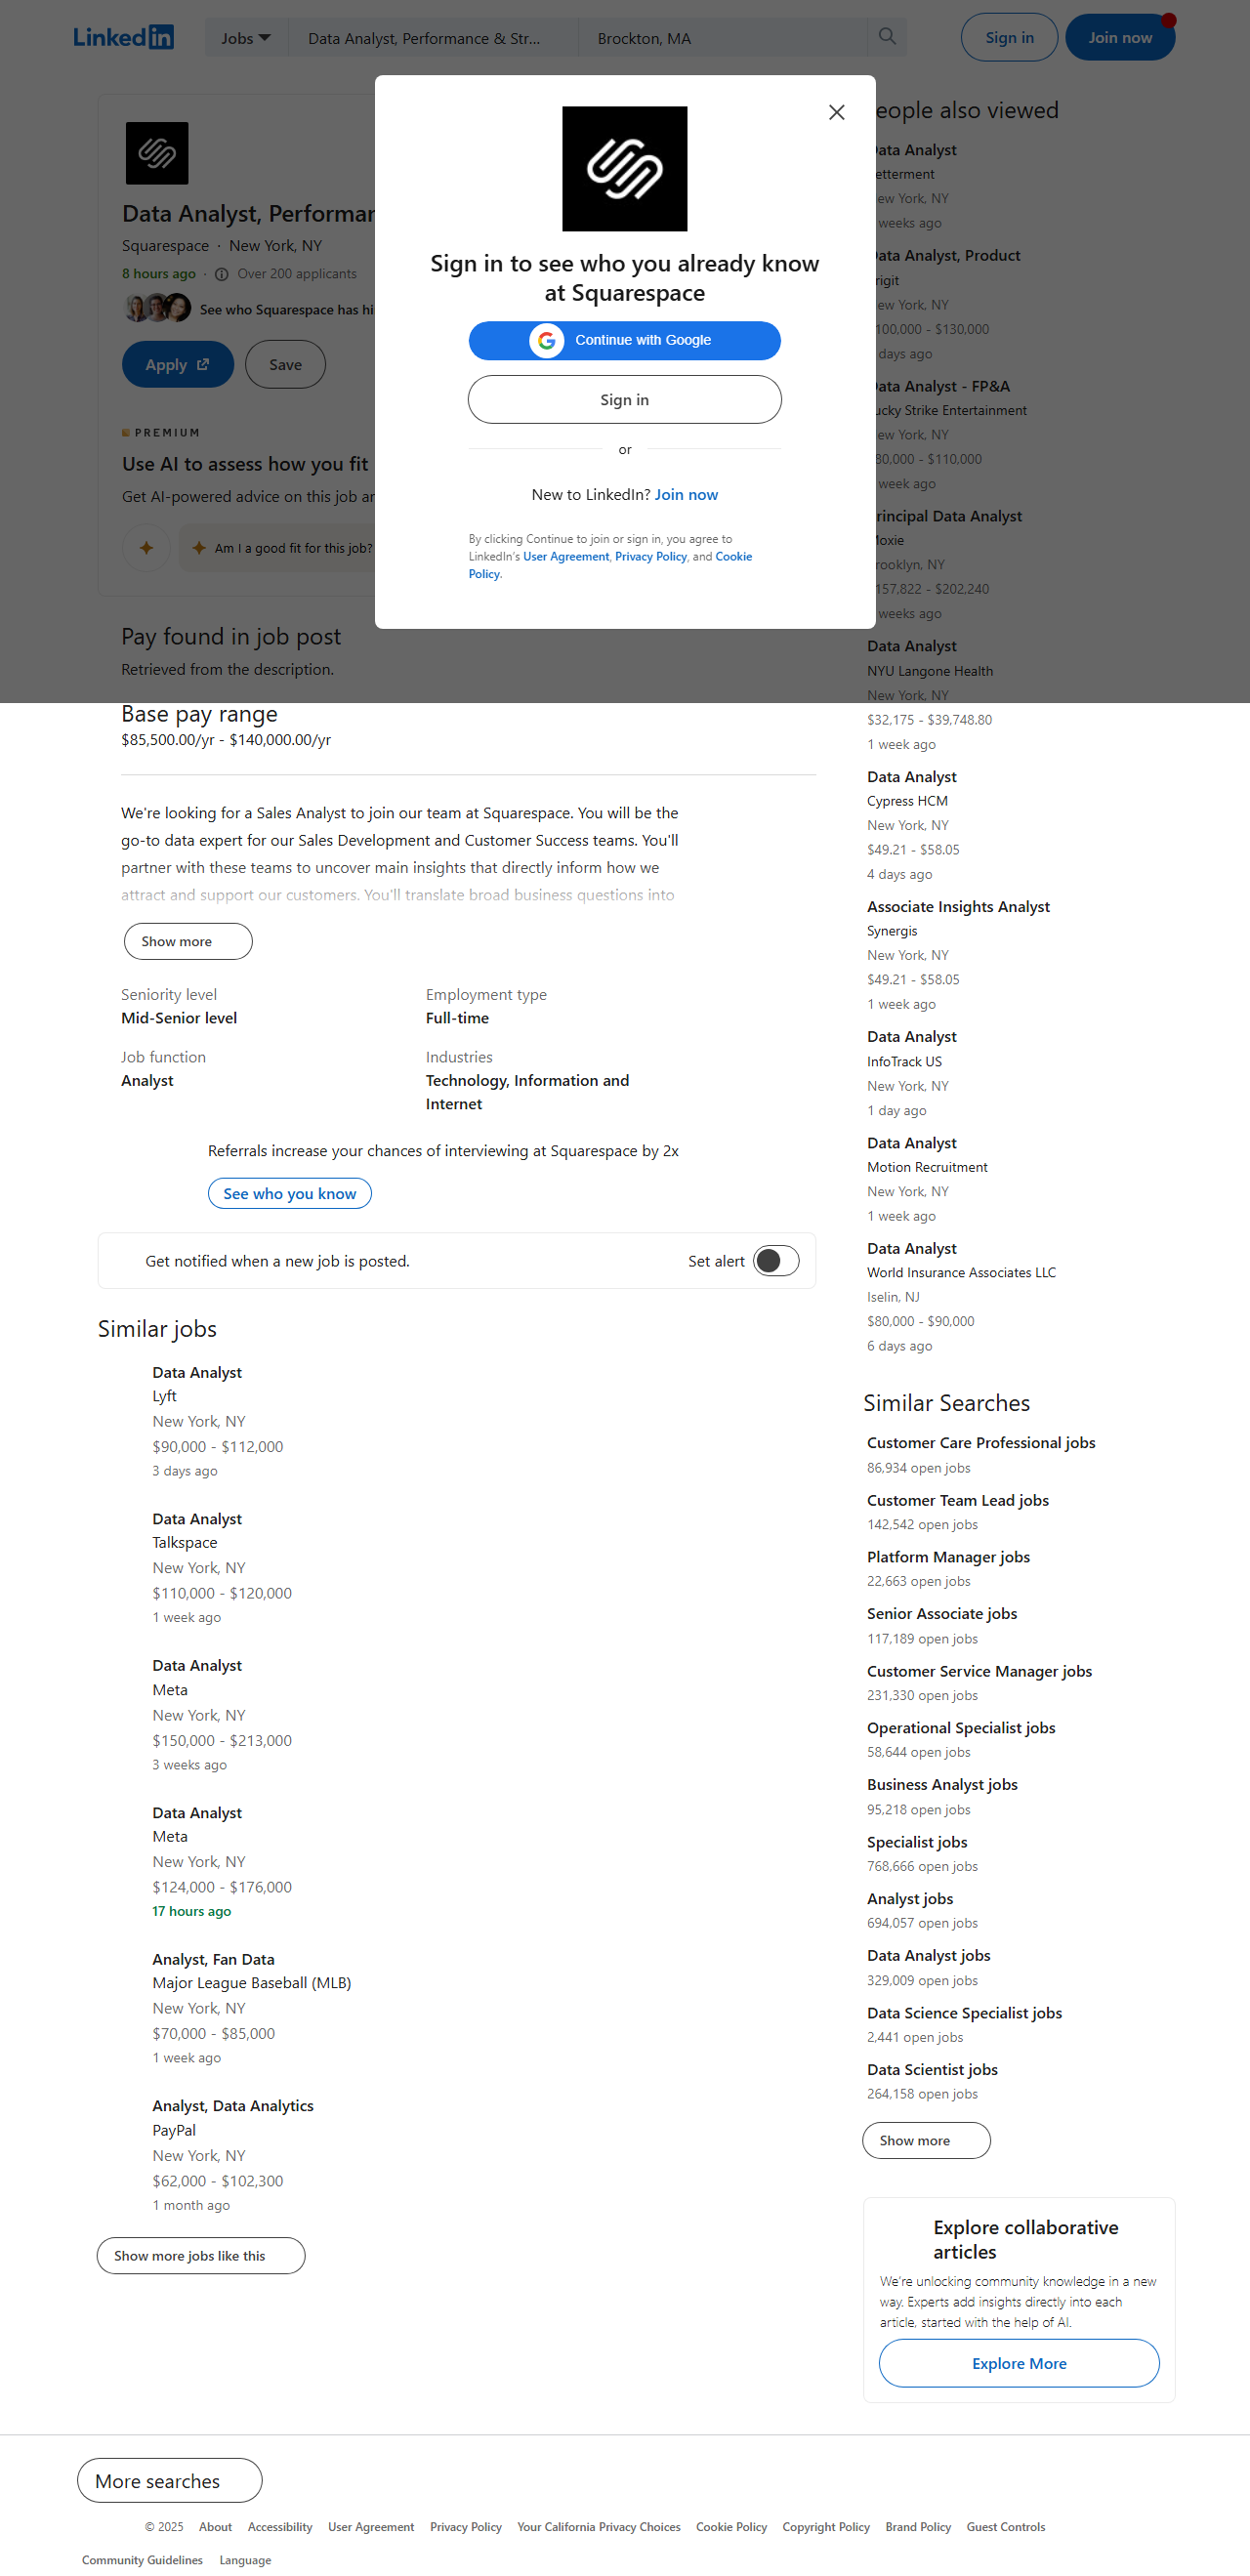 LinkedIn
Jobs
Data Analyst, Performance & Str...
Brockton, MA
Sign in
Join now
Data Analyst, Performan
Squarespace · New York, NY
8 hours ago · Over 200 applicants
See who Squarespace has hi
Apply
Save
PREMIUM
Use AI to assess how you fit
Get AI-powered advice on this job an
Am I a good fit for this job?
Sign in to see who you already know
at Squarespace
Continue with Google
Sign in
or
New to LinkedIn? Join now
By clicking Continue to join or sign in, you agree to
LinkedIn's User Agreement, Privacy Policy, and Cookie
Policy.
Pay found in job post
Retrieved from the description.
Base pay range
$85,500.00/yr - $140,000.00/yr
We're looking for a Sales Analyst to join our team at Squarespace. You will be the
go-to data expert for our Sales Development and Customer Success teams. You'll
partner with these teams to uncover main insights that directly inform how we
attract and support our customers. You'll translate broad business questions into
Show more
Seniority level
Mid-Senior level
Employment type
Full-time
Job function
Analyst
Industries
Technology, Information and
Internet
Referrals increase your chances of interviewing at Squarespace by 2x
See who you know
Get notified when a new job is posted.
Set alert
Similar jobs
Data Analyst
Lyft
New York, NY
$90,000 - $112,000
3 days ago
Data Analyst
Talkspace
New York, NY
$110,000 - $120,000
1 week ago
Data Analyst
Meta
New York, NY
$150,000 - $213,000
3 weeks ago
Data Analyst
Meta
New York, NY
$124,000 - $176,000
17 hours ago
Analyst, Fan Data
Major League Baseball (MLB)
New York, NY
$70,000 - $85,000
1 week ago
Analyst, Data Analytics
PayPal
New York, NY
$62,000 - $102,300
1 month ago
Show more jobs like this
eople also viewed
Data Analyst
etterment
ew York, NY
weeks ago
Data Analyst, Product
rigit
ew York, NY
100,000 - $130,000
days ago
Data Analyst - FP&A
ucky Strike Entertainment
ew York, NY
80,000 - $110,000
week ago
rincipal Data Analyst
Moxie
rooklyn, NY
157,822 - $202,240
weeks ago
Data Analyst
NYU Langone Health
New York, NY
$32,175 - $39,748.80
1 week ago
Data Analyst
Cypress HCM
New York, NY
$49.21 - $58.05
4 days ago
Associate Insights Analyst
Synergis
New York, NY
$49.21 - $58.05
1 week ago
Data Analyst
InfoTrack US
New York, NY
1 day ago
Data Analyst
Motion Recruitment
New York, NY
1 week ago
Data Analyst
World Insurance Associates LLC
Iselin, NJ
$80,000 - $90,000
6 days ago
Similar Searches
Customer Care Professional jobs
86,934 open jobs
Customer Team Lead jobs
142,542 open jobs
Platform Manager jobs
22,663 open jobs
Senior Associate jobs
117,189 open jobs
Customer Service Manager jobs
231,330 open jobs
Operational Specialist jobs
58,644 open jobs
Business Analyst jobs
95,218 open jobs
Specialist jobs
768,666 open jobs
Analyst jobs
694,057 open jobs
Data Analyst jobs
329,009 open jobs
Data Science Specialist jobs
2,441 open jobs
Data Scientist jobs
264,158 open jobs
Show more
Explore collaborative
articles
We're unlocking community knowledge in a new
way. Experts add insights directly into each
article, started with the help of AI.
Explore More
More searches
© 2025 About Accessibility User Agreement Privacy Policy Your California Privacy Choices Cookie Policy Copyright Policy Brand Policy Guest Controls
Community Guidelines Language